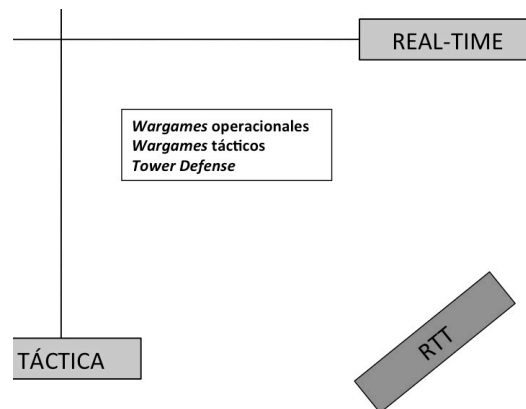 REAL-TIME
Wargames operacionales
Wargames tácticos
Tower Defense
RTT
TÁCTICA